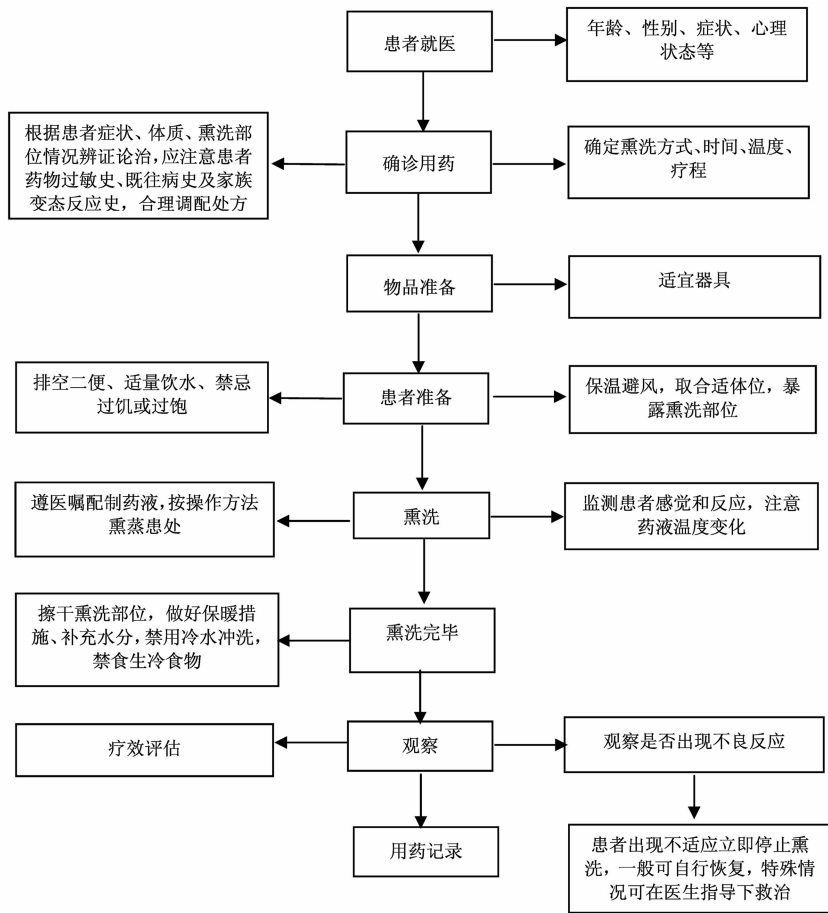 患者就医
年龄、性别、症状、心理
状态等
根据患者症状、体质、熏洗部
位情况辨证论治,应注意患者
药物过敏史、既往病史及家族
变态反应史，合理调配处方
确诊用药
确定熏洗方式、时间、温度、
疗程
物品准备
适宜器具
排空二便、适量饮水、禁忌
过饥或过饱
患者准备
保温避风，取合适体位，暴
露熏洗部位
遵医嘱配制药液,按操作方法
熏蒸患处
熏洗
监测患者感觉和反应，注意
药液温度变化
擦干熏洗部位，做好保暖措
施、补充水分,禁用冷水冲洗,
禁食生冷食物
熏洗完毕
疗效评估
观察
观察是否出现不良反应
用药记录
患者出现不适应立即停止熏
洗，一般可自行恢复，特殊情
况可在医生指导下救治